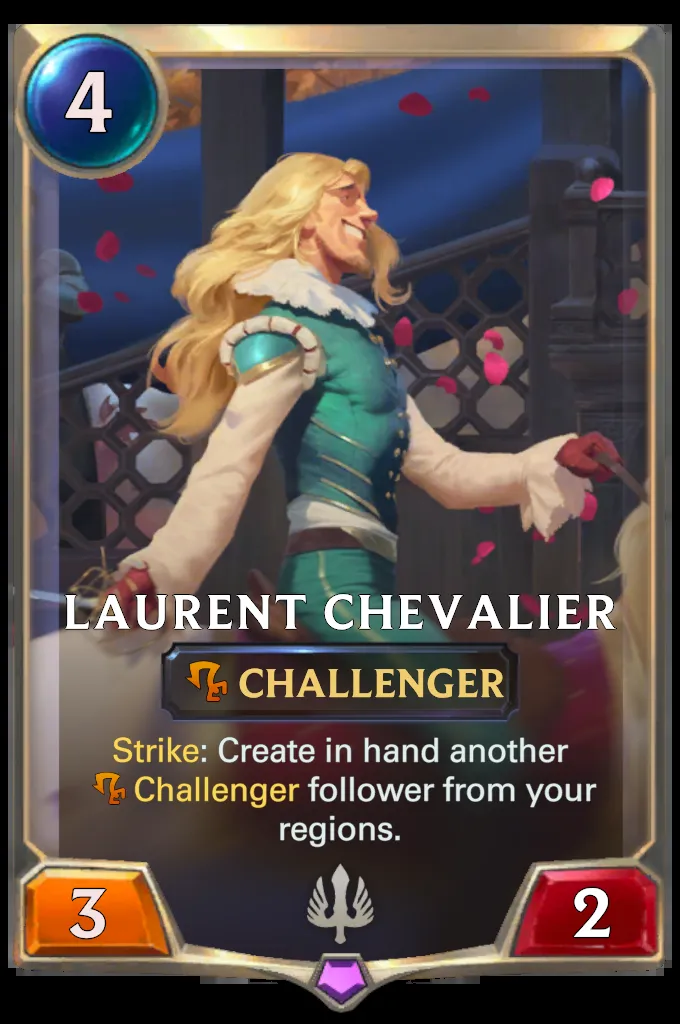 4
LAURENT CHEVALIER
CHALLENGER
Strike: Create in hand another
Challenger follower from your
regions.
3
2